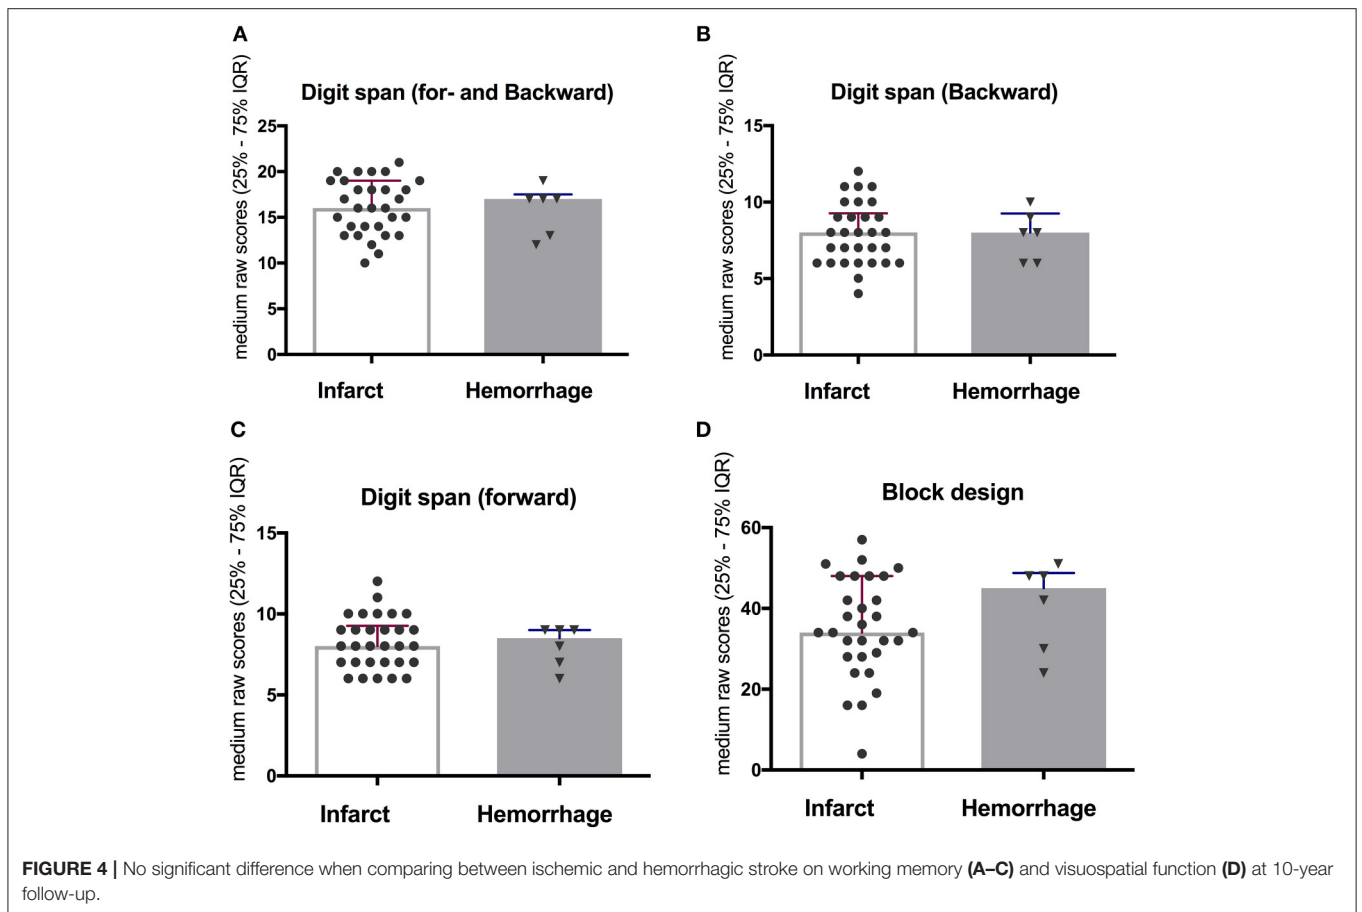 A
Digit span (for- and Backward)
medium raw scores (25% - 75% IQR)
25
20
15
10
5
0
Infarct
Hemorrhage
B
Digit span (Backward)
medium raw scores (25% - 75% IQR)
15
10
5
0
Infarct
Hemorrhage
C
Digit span (forward)
medium raw scores (25% - 75% IQR)
15
10
5
0
Infarct
Hemorrhage
D
Block design
medium raw scores (25% - 75% IQR)
60
40
20
0
Infarct
Hemorrhage
FIGURE 4 | No significant difference when comparing between ischemic and hemorrhagic stroke on working memory (A–C) and visuospatial function (D) at 10-year
follow-up.